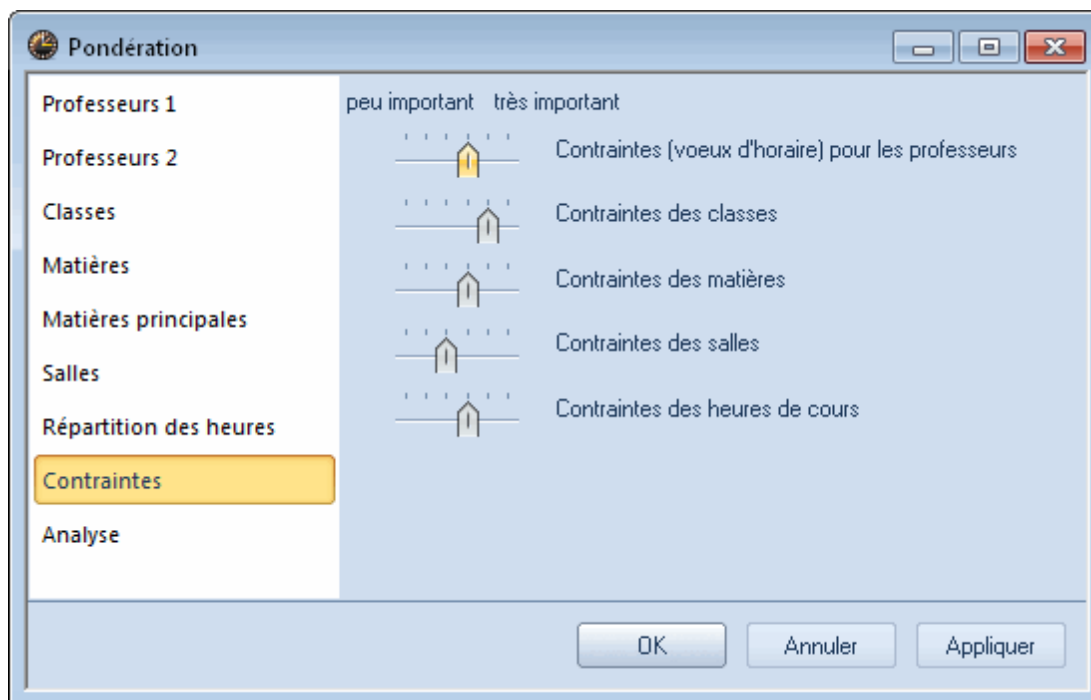 Pondération
Professeurs 1
Professeurs 2
Classes
Matières
Matières principales
Salles
Répartition des heures
Contraintes
Analyse
peu important très important
Contraintes (voeux d'horaire) pour les professeurs
Contraintes des classes
Contraintes des matières
Contraintes des salles
Contraintes des heures de cours
OK
Annuler
Appliquer